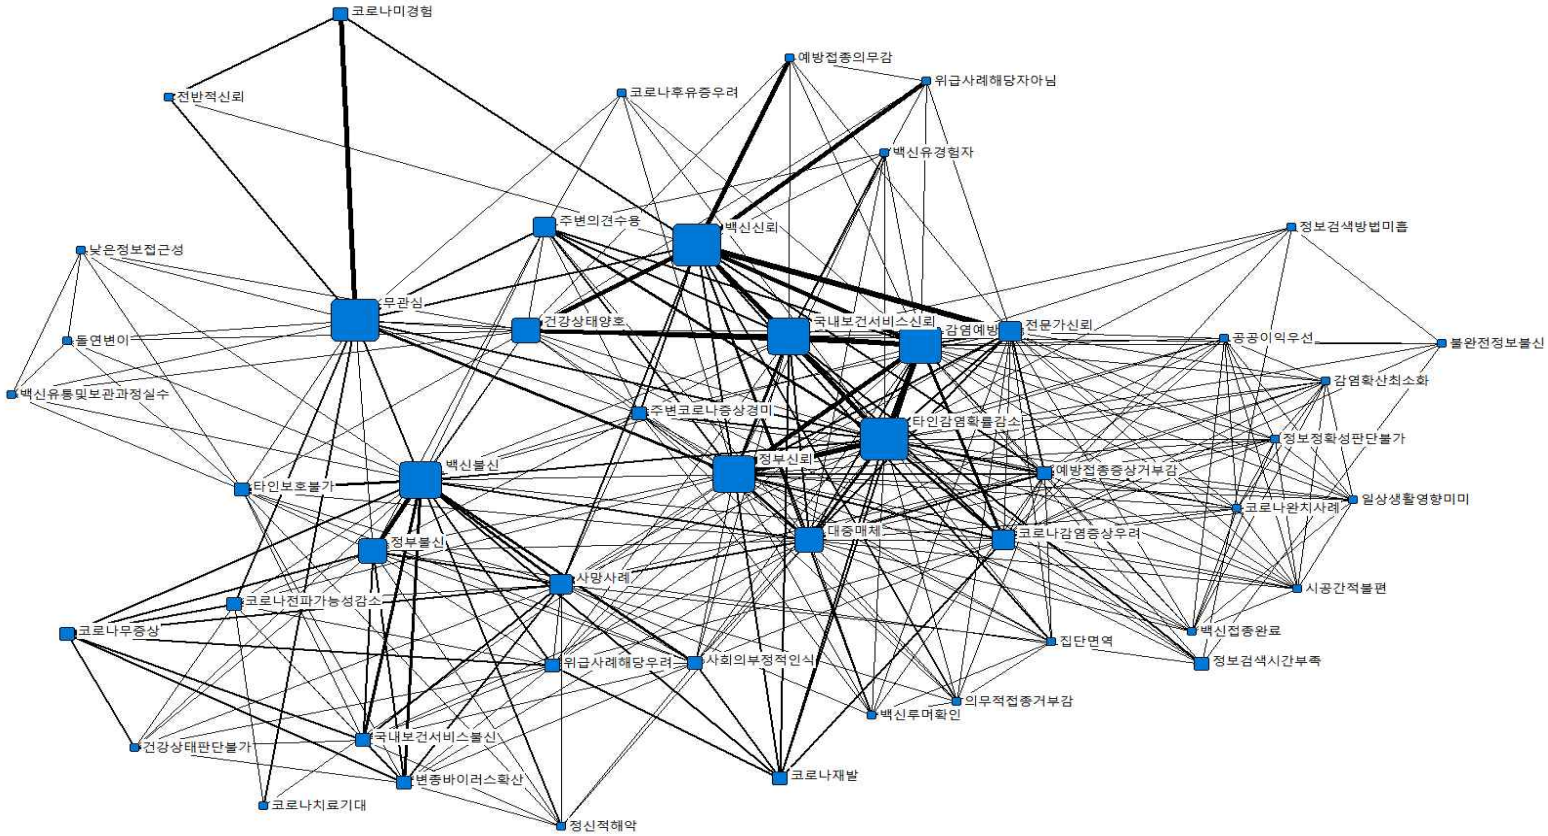 코로나미경험
예방접종의무감
위급사례해당자아님
코로나후유증우려
전반적신뢰
백신유경험자
주변의견수용
백신신뢰
정보검색방법미흡
낮은정보접근성
무관심
건강상태양호
국내보건서비스신뢰
감염예방
전문가신뢰
공공이익우선
불완전정보불신
돌연변이
감염확산최소화
백신유통및보관과정실수
주변코로나증상경미
타인감염확률감소
정보정확성판단불가
백신불신
정부신뢰
예방접종증상거부감
타인보호불가
일상생활영향미미
코로나완치사례
대중매체
코로나감염증상우려
정부불신
사망사례
시공간적불편
코로나전파가능성감소
코로나무증상
백신접종완료
집단면역
위급사례해당우려
사회의부정적인식
정보검색시간부족
의무적접종거부감
백신루머확인
국내보건서비스불신
건강상태판단불가
변종바이러스확산
코로나재발
코로나치료기대
정신적해악